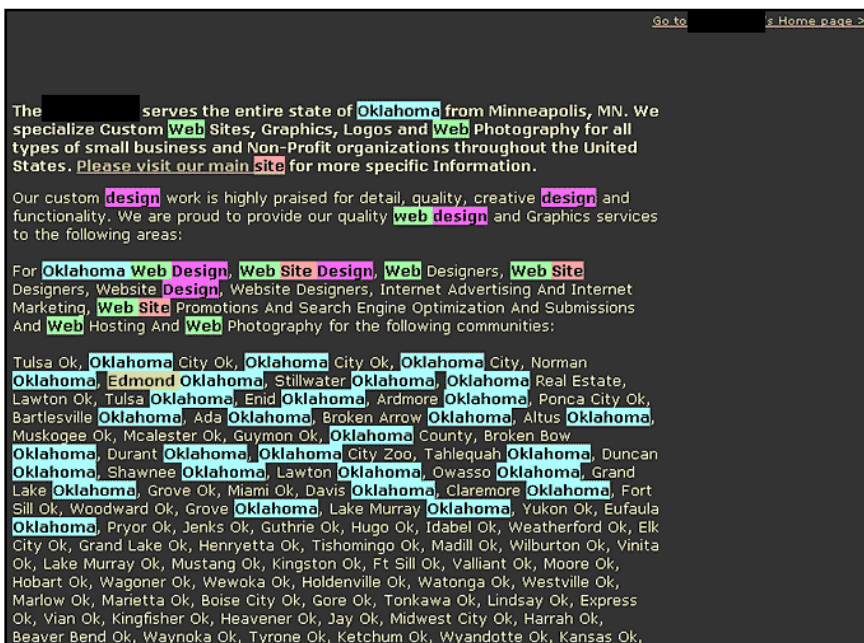 Go to 's Home page >
The serves the entire state of Oklahoma from Minneapolis, MN. We
specialize Custom Web Sites, Graphics, Logos and Web Photography for all
types of small business and Non-Profit organizations throughout the United
States. Please visit our main site for more specific Information.
Our custom design work is highly praised for detail, quality, creative design and
functionality. We are proud to provide our quality web design and Graphics services
to the following areas:
For Oklahoma Web Design, Web Site Design, Web Designers, Web Site
Designers, Website Design, Website Designers, Internet Advertising And Internet
Marketing, Web Site Promotions And Search Engine Optimization And Submissions
And Web Hosting And Web Photography for the following communities:
Tulsa Ok, Oklahoma City Ok, Oklahoma City Ok, Oklahoma City, Norman
Oklahoma, Edmond Oklahoma, Stillwater Oklahoma, Oklahoma Real Estate,
Lawton Ok, Tulsa Oklahoma, Enid Oklahoma, Ardmore Oklahoma, Ponca City Ok,
Bartlesville Oklahoma, Ada Oklahoma, Broken Arrow Oklahoma, Altus Oklahoma,
Muskogee Ok, Mcalester Ok, Guymon Ok, Oklahoma County, Broken Bow
Oklahoma, Durant Oklahoma, Oklahoma City Zoo, Tahlequah Oklahoma, Duncan
Oklahoma, Shawnee Oklahoma, Lawton Oklahoma, Owasso Oklahoma, Grand
Lake Oklahoma, Grove Ok, Miami Ok, Davis Oklahoma, Claremore Oklahoma, Fort
Sill Ok, Woodward Ok, Grove Oklahoma, Lake Murray Oklahoma, Yukon Ok, Eufaula
Oklahoma, Pryor Ok, Jenks Ok, Guthrie Ok, Hugo Ok, Idabel Ok, Weatherford Ok, Elk
City Ok, Grand Lake Ok, Henryetta Ok, Tishomingo Ok, Madill Ok, Wilburton Ok, Vinita
Ok, Lake Murray Ok, Mustang Ok, Kingston Ok, Ft Sill Ok, Valliant Ok, Moore Ok,
Hobart Ok, Wagoner Ok, Wewoka Ok, Holdenville Ok, Watonga Ok, Westville Ok,
Marlow Ok, Marietta Ok, Boise City Ok, Gore Ok, Tonkawa Ok, Lindsay Ok, Express
Ok, Vian Ok, Kingfisher Ok, Heavener Ok, Jay Ok, Midwest City Ok, Harrah Ok,
Beaver Bend Ok, Waynoka Ok, Tyrone Ok, Ketchum Ok, Wyandotte Ok, Kansas Ok,